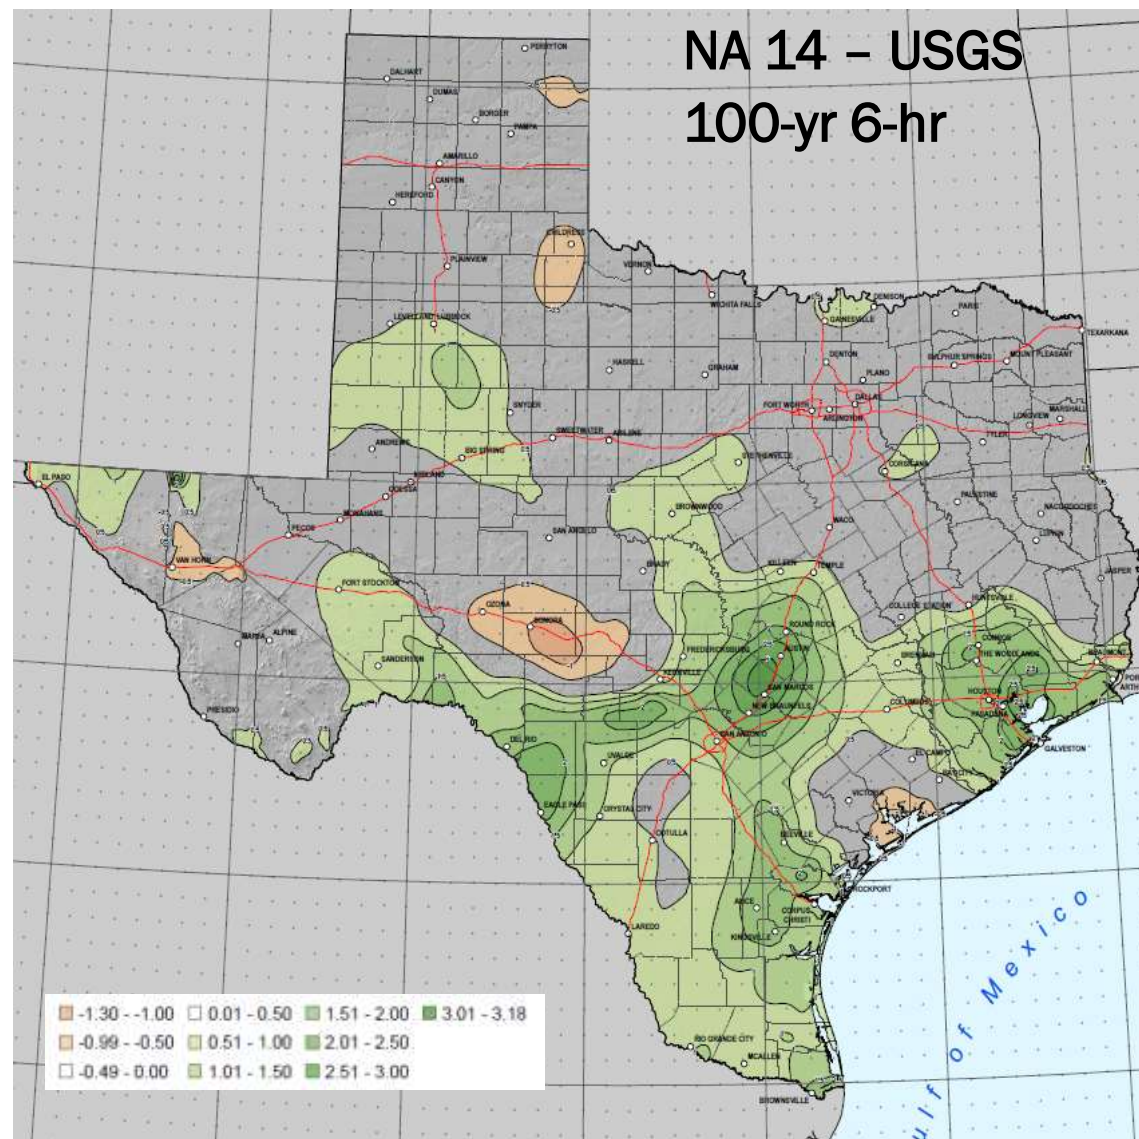 NA 14 – USGS
100-yr 6-hr
PERRYTON
DALHART
DUMAS
BORGER
PAMPA
AMARILLO
CANYON
HEREFORD
CHILDRESS
PLAINVIEW
VERNON
WICHITA FALLS
DENISON
GAINESVILLE
PARIS
LEVELLAND
LUBBOCK
TEXARKANA
DENTON
SULPHUR SPRINGS
MOUNT PLEASANT
HASKELL
GRAHAM
PLANO
DALLAS
FORT WORTH
ARLINGTON
SNYDER
MARSHALL
LONGVIEW
SWEETWATER
ABILENE
TYLER
ANDREWS
BIG SPRING
STEPHENVILLE
CORSICANA
EL PASO
MIDLAND
ODESSA
BROWNWOOD
PALESTINE
NACOGDOCHES
MONAHANS
PECOS
SAN ANGELO
WACO
LUFKIN
VAN HORN
BRADY
KILLEEN
TEMPLE
JASPER
FORT STOCKTON
OZONA
SONORA
COLLEGE STATION
HUNTSVILLE
MARFA
ALPINE
ROUND ROCK
CONROE
AUSTIN
FREDERICKSBURG
BRENHAM
THE WOODLANDS
BEAUMONT
SANDERSON
KERRVILLE
SAN MARCOS
PORT
ARTH
NEW BRAUNFELS
COLUMBUS
HOUSTON
PASADENA
PRESIDIO
DEL RIO
SAN ANTONIO
GALVESTON
UVALDE
EL CAMPO
BAY CITY
EAGLE PASS
CRYSTAL CITY
VICTORIA
COTULLA
BEEVILLE
ROCKPORT
ALICE
CORPUS
CHRISTI
LAREDO
KINGSVILLE
Gulf of Mexico
-1.30 - -1.00
0.01 - 0.50
1.51 - 2.00
3.01 - 3.18
-0.99 - -0.50
0.51 - 1.00
2.01 - 2.50
-0.49 - 0.00
1.01 - 1.50
2.51 - 3.00
RIO GRANDE CITY
MCALLEN
BROWNSVILLE